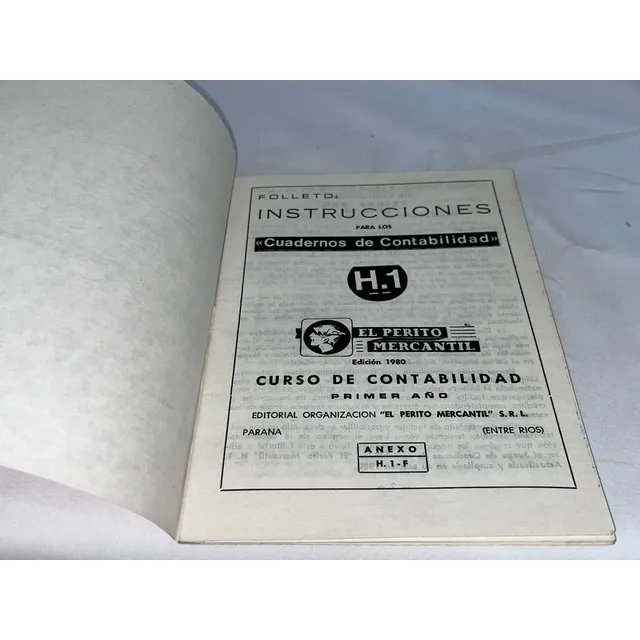 FOLLETO:
INSTRUCCIONES
PARA LOS
«Cuadernos de Contabilidad»
H.1
EL PERITO
MERCANTIL
Edición 1980
CURSO DE CONTABILIDAD
PRIMER AÑO
EDITORIAL ORGANIZACION "EL PERITO MERCANTIL" S.R.L.
PARANA (ENTRE RIOS)
ANEXO
H. 1-F